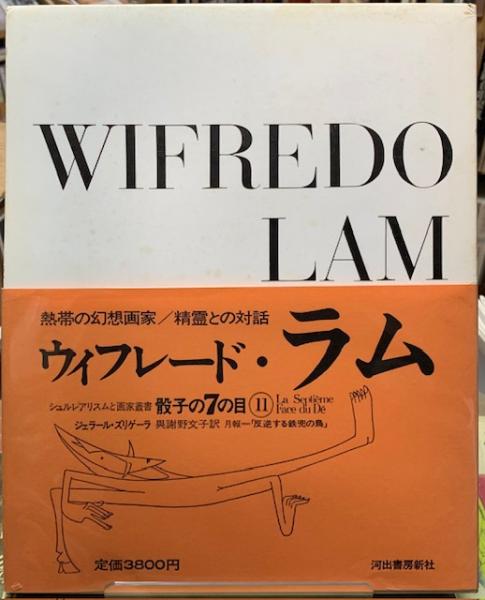 WIFREDO
LAM
熱帯の幻想画家／精霊との対話
ウィフレード・ラム
シュルレアリスムと画家叢書 骰子の7の目 11 La Septième Face du Dé
ジェラール・ズリゲーラ 與謝野文子訳 月報一「反逆する鉄兜の鳥」
定価3800円
河出書房新社